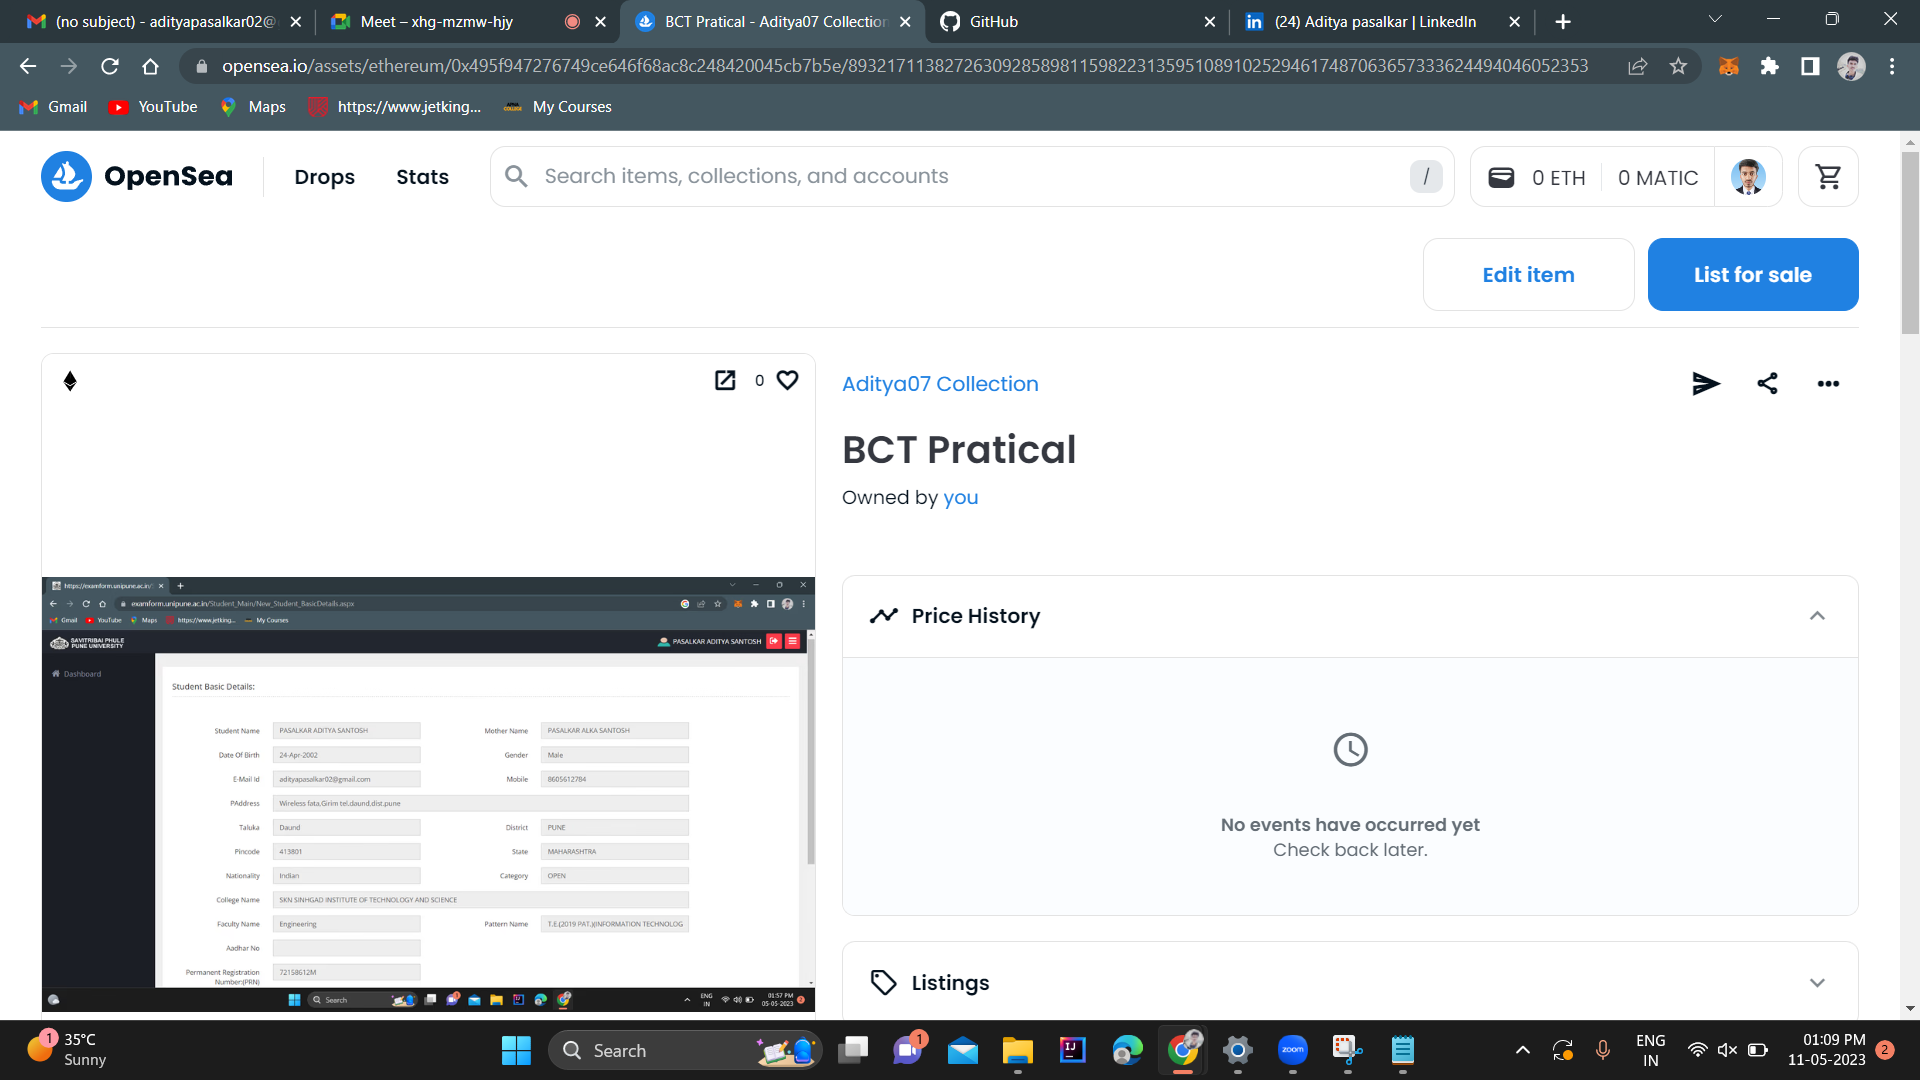 (no subject) - adityapasalkar02@
Meet – xhg-mzmw-hjy
BCT Pratical - Aditya07 Collection
GitHub
(24) Aditya pasalkar | LinkedIn
opensea.io/assets/ethereum/0x495f947276749ce646f68ac8c248420045cb7b5e/89321711382726309285898115982231359510891025294617487063657333624494046052353
Gmail
YouTube
Maps
https://www.jetking...
My Courses
OpenSea
Drops
Stats
Search items, collections, and accounts
/
0 ETH
0 MATIC
Edit item
List for sale
0
Aditya07 Collection
BCT Pratical
Owned by you
Price History
No events have occurred yet
Check back later.
Listings
https://examform.unipune.ac.in/
examform.unipune.ac.in/Student_Main/New_Student_BasicDetails.aspx
Gmail
YouTube
Maps
https://www.jetking...
My Courses
SAVITRIBAI PHULE
PUNE UNIVERSITY
PASALKAR ADITYA SANTOSH
Dashboard
Student Basic Details:
Student Name PASALKAR ADITYA SANTOSH Mother Name PASALKAR ALKA SANTOSH
Date Of Birth 24-Apr-2002 Gender Male
E-Mail Id adityapasalkar02@gmail.com Mobile 8605612784
PAddress Wireless fata,Girim tel.daund,dist.pune
Taluka Daund District PUNE
Pincode 413801 State MAHARASHTRA
Nationality Indian Category OPEN
College Name SKN SINHGAD INSTITUTE OF TECHNOLOGY AND SCIENCE
Faculty Name Engineering Pattern Name T.E.(2019 PAT.)(INFORMATION TECHNOLOG
Aadhar No
Permanent Registration
Number:(PRN) 72158612M
Search
ENG
IN
01:57 PM
05-05-2023
1
35°C
Sunny
Search
1
zoom
ENG
IN
01:09 PM
11-05-2023
2